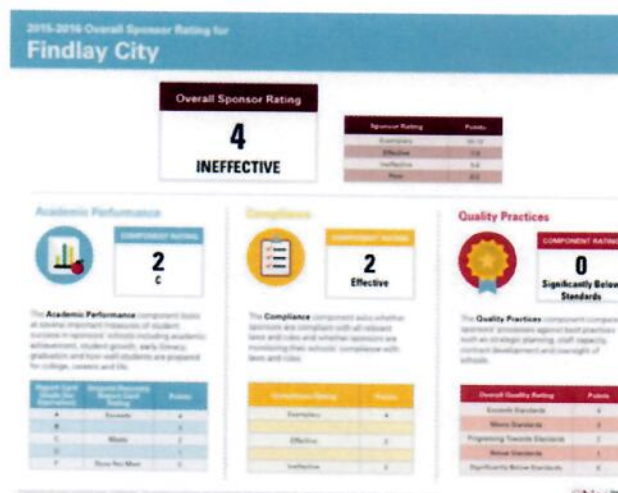 2015-2016 Overall Sponsor Rating for
Findlay City
Overall Sponsor Rating
4
INEFFECTIVE
Sponsor Rating Points
Exemplary 10-12
Effective 7-9
Ineffective
Poor
Academic Performance
COMPONENT RATING
2
C
The Academic Performance component looks
at several important measures of student
success in sponsors' schools including academic
achievement, student growth, early literacy,
graduation and how well students are prepared
for college, careers and life.
Report Card
Points
A Exceeds 4
B 3
C Meets 2
D 1
F Does Not Meet 0
Compliance
COMPONENT RATING
2
Effective
The Compliance component asks whether
sponsors are compliant with all relevant
laws and rules and whether sponsors are
monitoring their schools' compliance with
laws and rules.
Compliance Rating Points
Exemplary 4
Effective 2
Ineffective 0
Quality Practices
COMPONENT RATING
0
Significantly Below
Standards
The Quality Practices component compares
sponsors' processes against best practices
such as strategic planning, staff capacity,
contract development and oversight of
schools.
Overall Quality Rating Points
Exceeds Standards 4
Meets Standards 3
Progressing Towards Standards 2
Below Standards 1
Significantly Below Standards 0